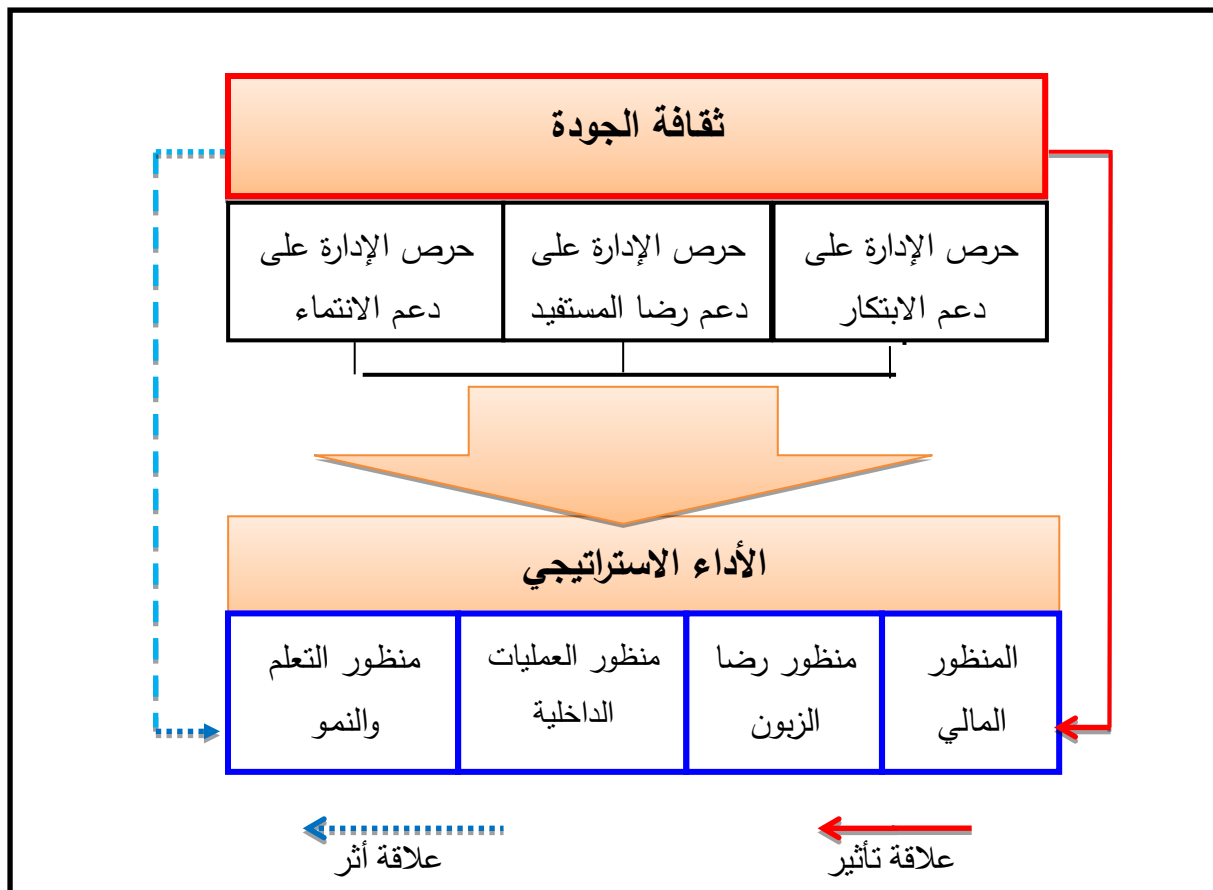 ثقافة الجودة
حرص الإدارة على
دعم الابتكار
حرص الإدارة على
دعم رضا المستفيد
حرص الإدارة على
دعم الانتماء
الأداء الاستراتيجي
المنظور
المالي
منظور رضا
الزبون
منظور العمليات
الداخلية
منظور التعلم
والنمو
علاقة تأثير
علاقة أثر